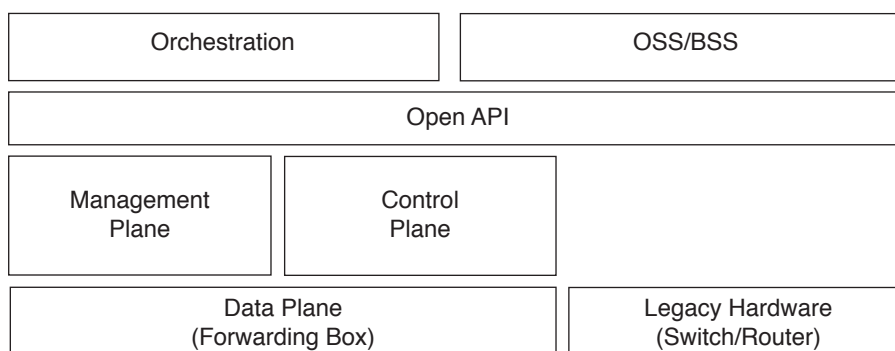 Orchestration
OSS/BSS
Open API
Management
Plane
Control
Plane
Data Plane
(Forwarding Box)
Legacy Hardware
(Switch/Router)